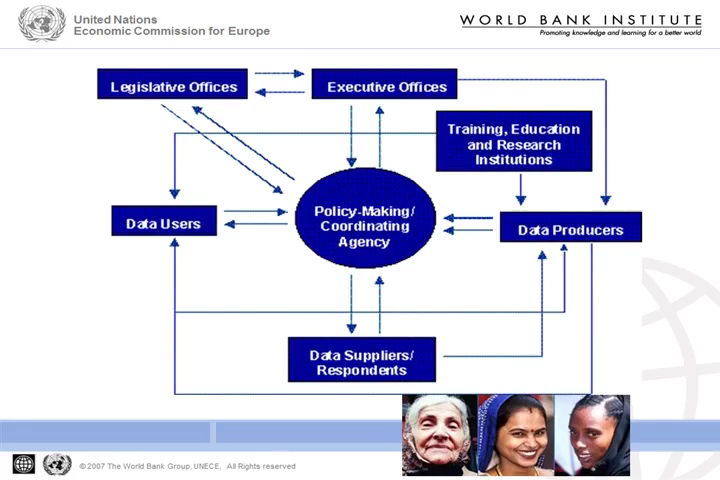 United Nations
Economic Commission for Europe
WORLD BANK INSTITUTE
Promoting knowledge and learning for a better world
Legislative Offices
Executive Offices
Training, Education
and Research
Institutions
Data Users
Policy-Making/
Coordinating
Agency
Data Producers
Data Suppliers/
Respondents
© 2007 The World Bank Group, UNECE, All Rights reserved